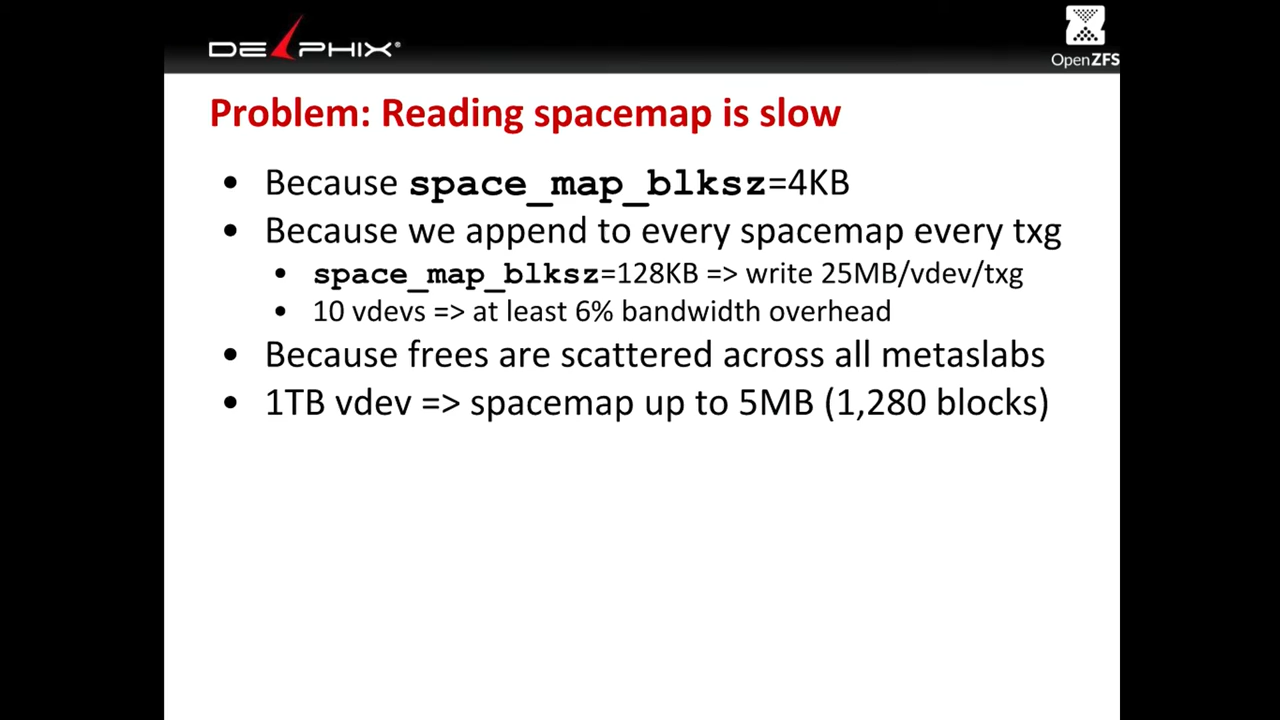 DELPHIX®
OpenZFS
Problem: Reading spacemap is slow
• Because space_map_blksz=4KB
• Because we append to every spacemap every txg
• space_map_blksz=128KB => write 25MB/vdev/txg
• 10 vdevs => at least 6% bandwidth overhead
• Because frees are scattered across all metaslabs
• 1TB vdev => spacemap up to 5MB (1,280 blocks)